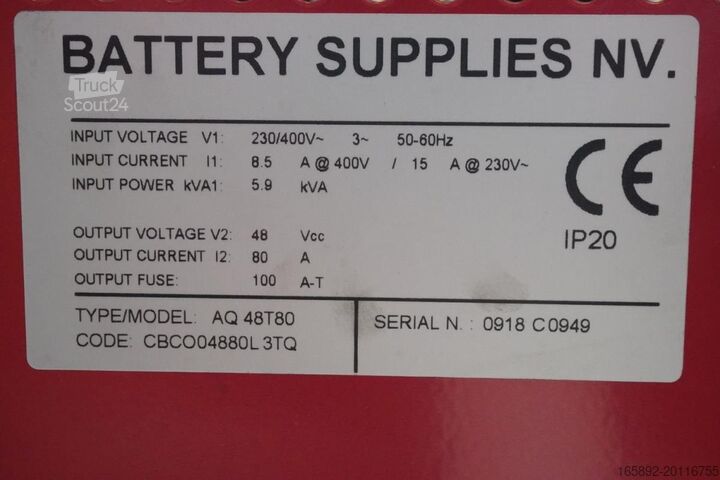 BATTERY SUPPLIES NV.
Truck
Scout24
INPUT VOLTAGE V1: 230/400V~ 3~ 50-60Hz
INPUT CURRENT I1: 8.5 A @ 400V / 15 A @ 230V~
INPUT POWER kVA1: 5.9 kVA
CE
IP20
OUTPUT VOLTAGE V2: 48 Vcc
OUTPUT CURRENT I2: 80 A
OUTPUT FUSE: 100 A-T
TYPE/MODEL: AQ 48T80
CODE: CBCO04880L3TQ
SERIAL N. : 0918 C0949
165892-20116755